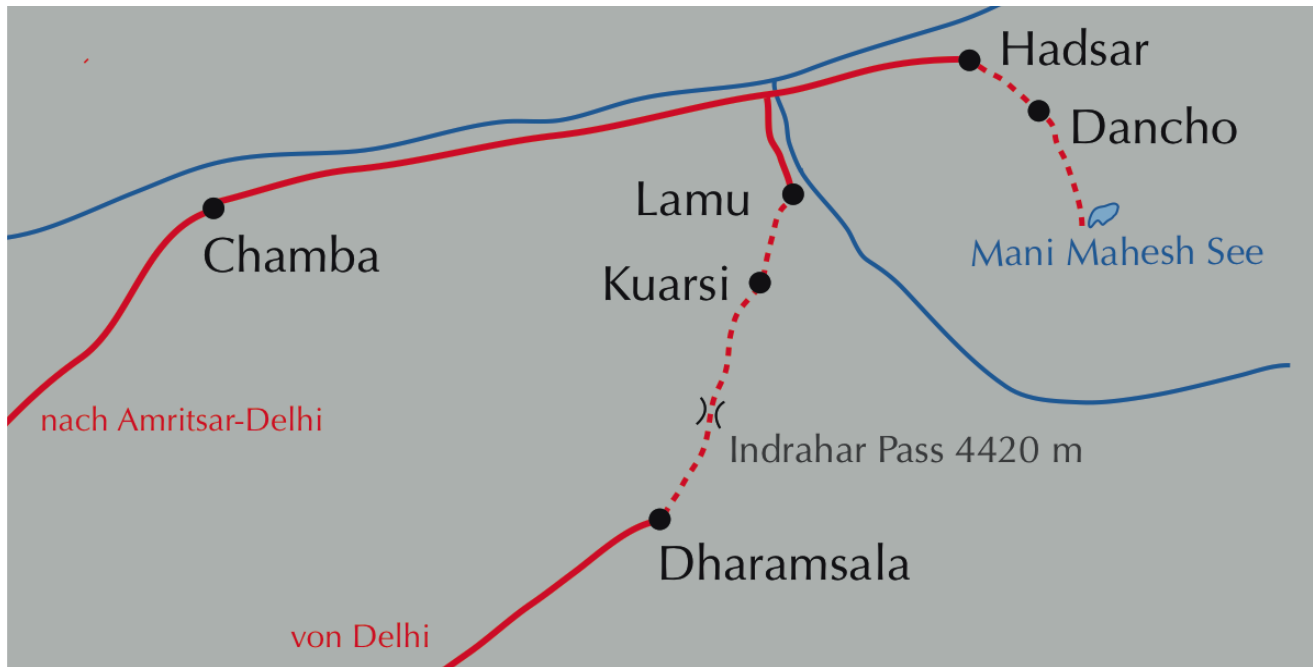 Hadsar
Dancho
Lamu
Mani Mahesh See
Chamba
Kuarsi
nach Amritsar-Delhi
Indrahar Pass 4420 m
Dharamsala
von Delhi